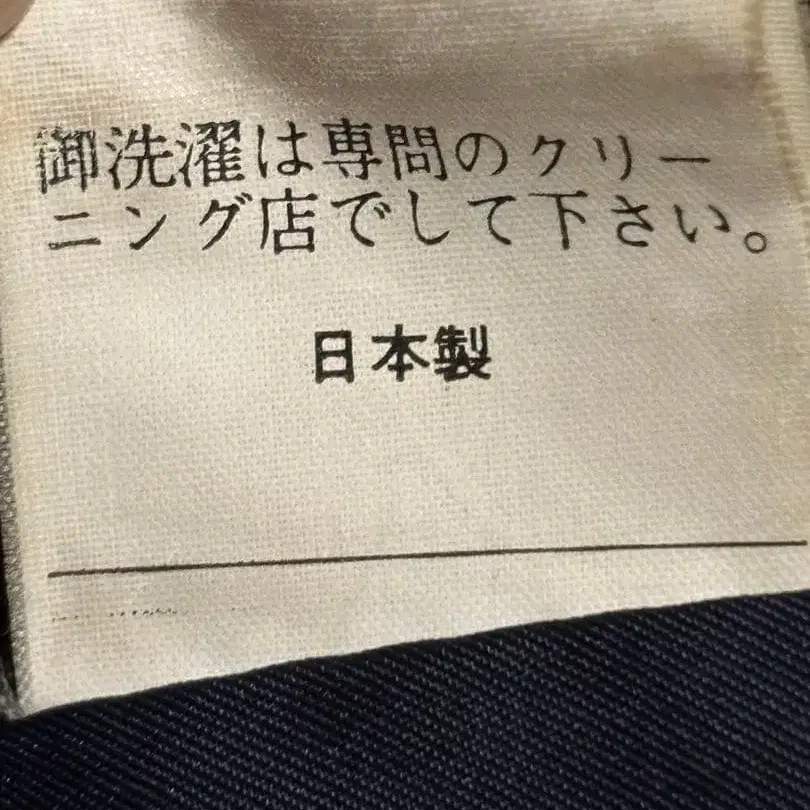 御洗濯は専問のクリー
ニング店でして下さい。
日本製